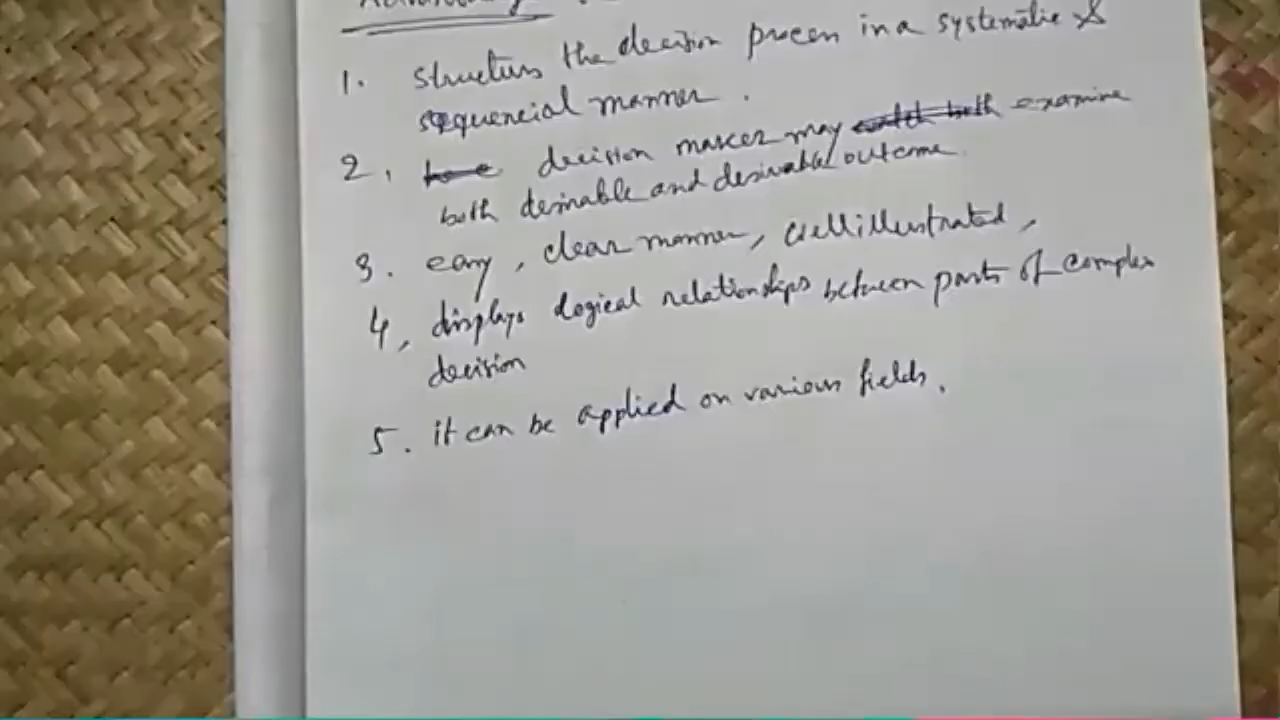 1. structurs the decision process in a systematic &
sequencial manner.
2. decision maker may examine
both desirable and desirable outcome
3. easy, clear manner, well illustrated,
4, displays logical relationships between parts of complex
decision
5. it can be applied on various fields.